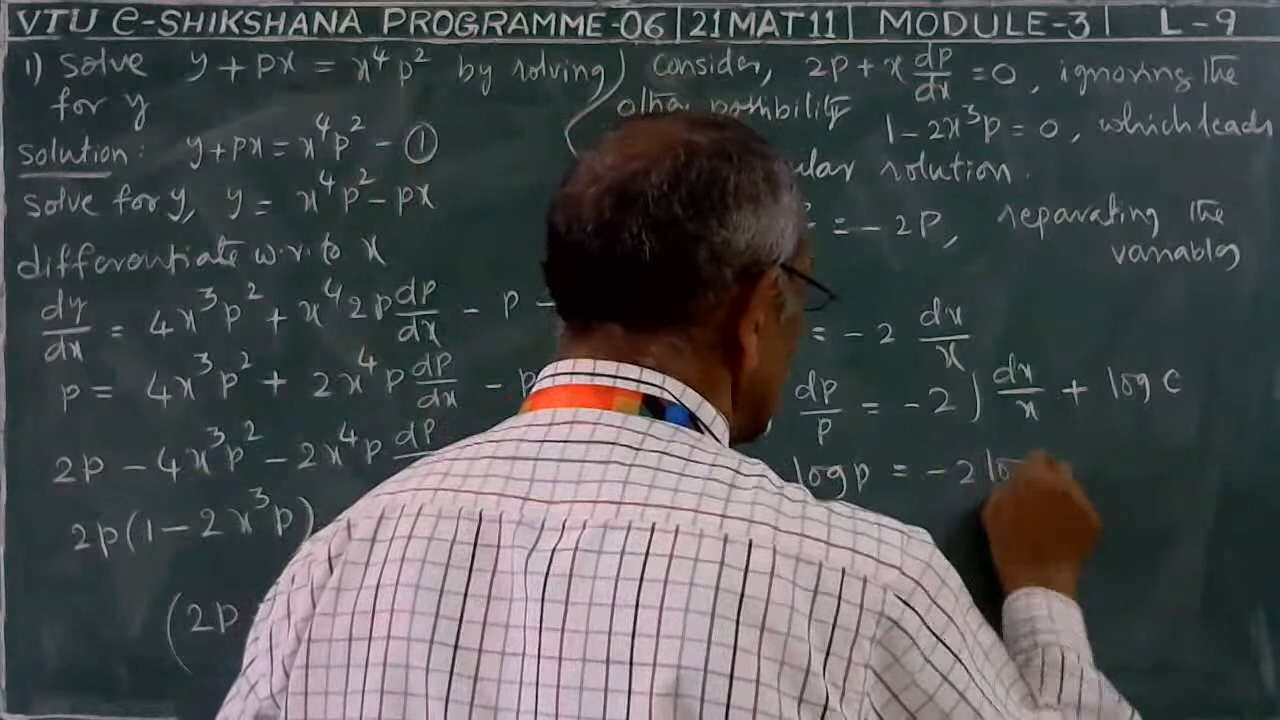 VTU e-SHIKSHANA PROGRAMME-06 | 21MAT11 | MODULE-3 | L-9
1) Solve y + px = x⁴p² by solving
for y
Solution: y+px = x⁴p² - ①
Solve for y, y = x⁴p² - px
differentiate w.r.to x
dy/dx = 4x³p² + x⁴2p dp/dx - p -
p = 4x³p² + 2x⁴p dp/dx - p
2p - 4x³p² - 2x⁴p dp
2p(1-2x³p)
(2p
Consider, 2p + x dp/dx = 0, ignoring the
other possibility 1-2x³p = 0, which leads
solution.
= -2p, separating the
variables
= -2 dx/x
dp/p = -2 ∫ dx/x + log c
log p = -2 lo